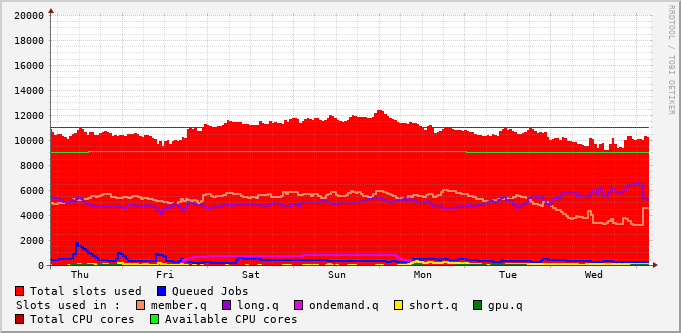 20000
18000
16000
14000
12000
10000
8000
6000
4000
2000
0
Thu Fri Sat Sun Mon Tue Wed
RRDTOOL / TOBI OETIKER
Total slots used Queued Jobs
Slots used in : member.q long.q ondemand.q short.q gpu.q
Total CPU cores Available CPU cores